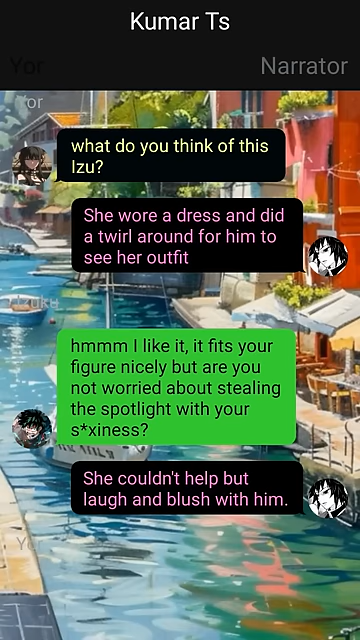 Kumar Ts
Yor
Narrator
Yor
what do you think of this
Izu?
She wore a dress and did
a twirl around for him to
see her outfit
hmmm I like it, it fits your
figure nicely but are you
not worried about stealing
the spotlight with your
s*xiness?
She couldn't help but
laugh and blush with him.